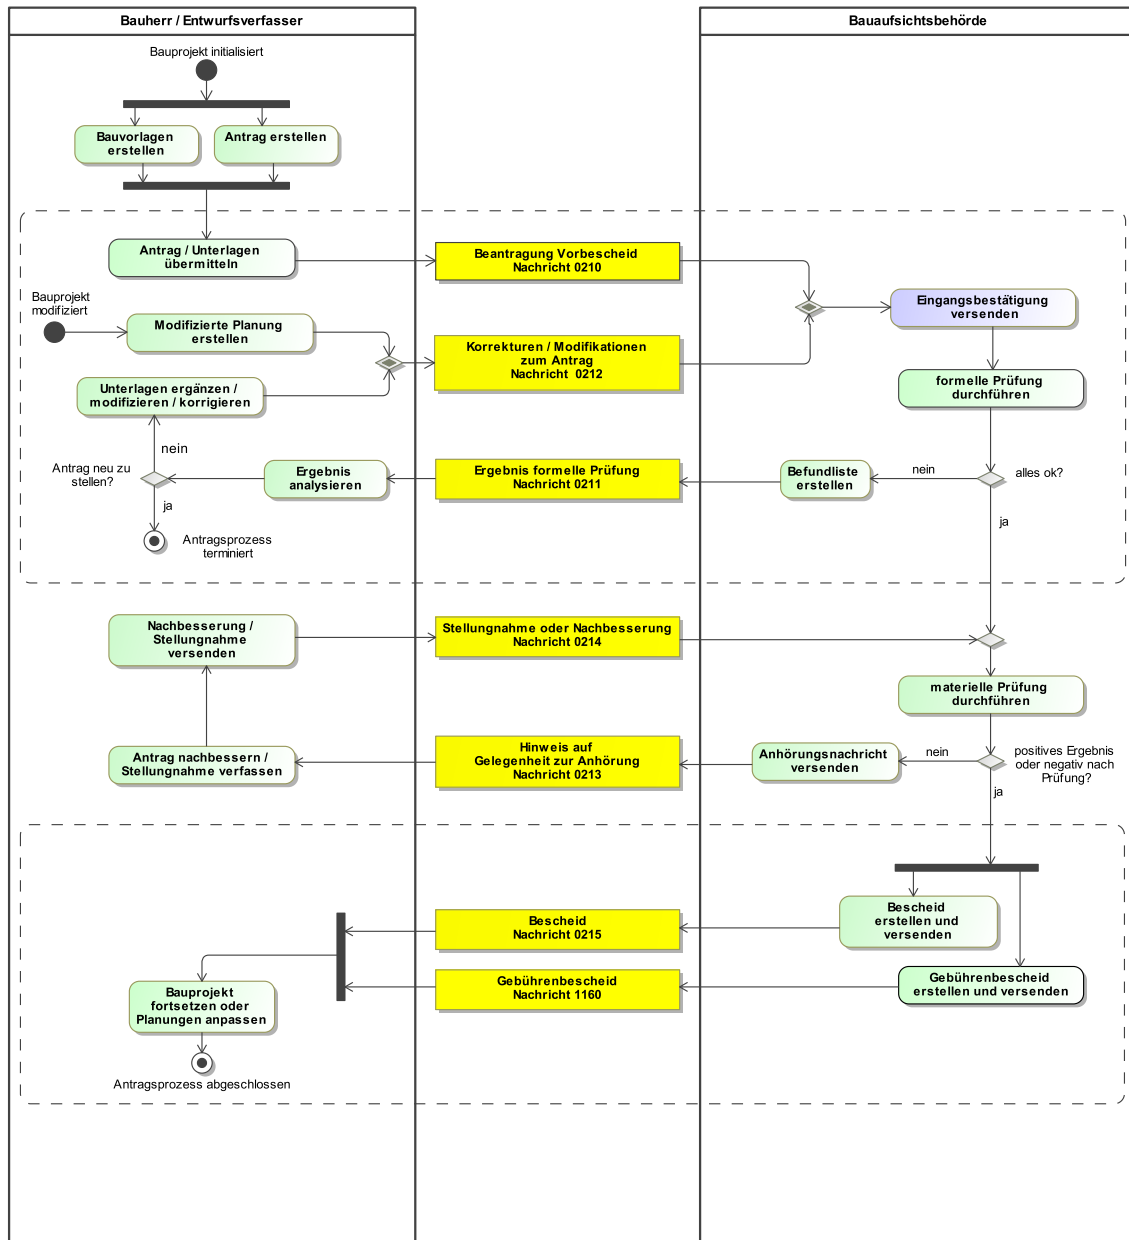 Bauherr / Entwurfsverfasser
Bauaufsichtsbehörde
Bauprojekt initialisiert
Bauvorlagen
erstellen
Antrag erstellen
Antrag / Unterlagen
übermitteln
Beantragung Vorbescheid
Nachricht 0210
Eingangsbestätigung
versenden
Bauprojekt
modifiziert
Modifizierte Planung
erstellen
Korrekturen / Modifikationen
zum Antrag
Nachricht  0212
formelle Prüfung
durchführen
Unterlagen ergänzen /
modifizieren / korrigieren
nein
Antrag neu zu
stellen?
Ergebnis
analysieren
Ergebnis formelle Prüfung
Nachricht 0211
Befundliste
erstellen
nein
alles ok?
ja
ja
Antragsprozess
terminiert
Nachbesserung /
Stellungnahme
versenden
Stellungnahme oder Nachbesserung
Nachricht 0214
materielle Prüfung
durchführen
Antrag nachbessern /
Stellungnahme verfassen
Hinweis auf
Gelegenheit zur Anhörung
Nachricht 0213
Anhörungsnachricht
versenden
nein
positives Ergebnis
oder negativ nach
Prüfung?
ja
Bescheid
erstellen und
versenden
Bescheid
Nachricht 0215
Gebührenbescheid
erstellen und versenden
Gebührenbescheid
Nachricht 1160
Bauprojekt
fortsetzen oder
Planungen anpassen
Antragsprozess abgeschlossen